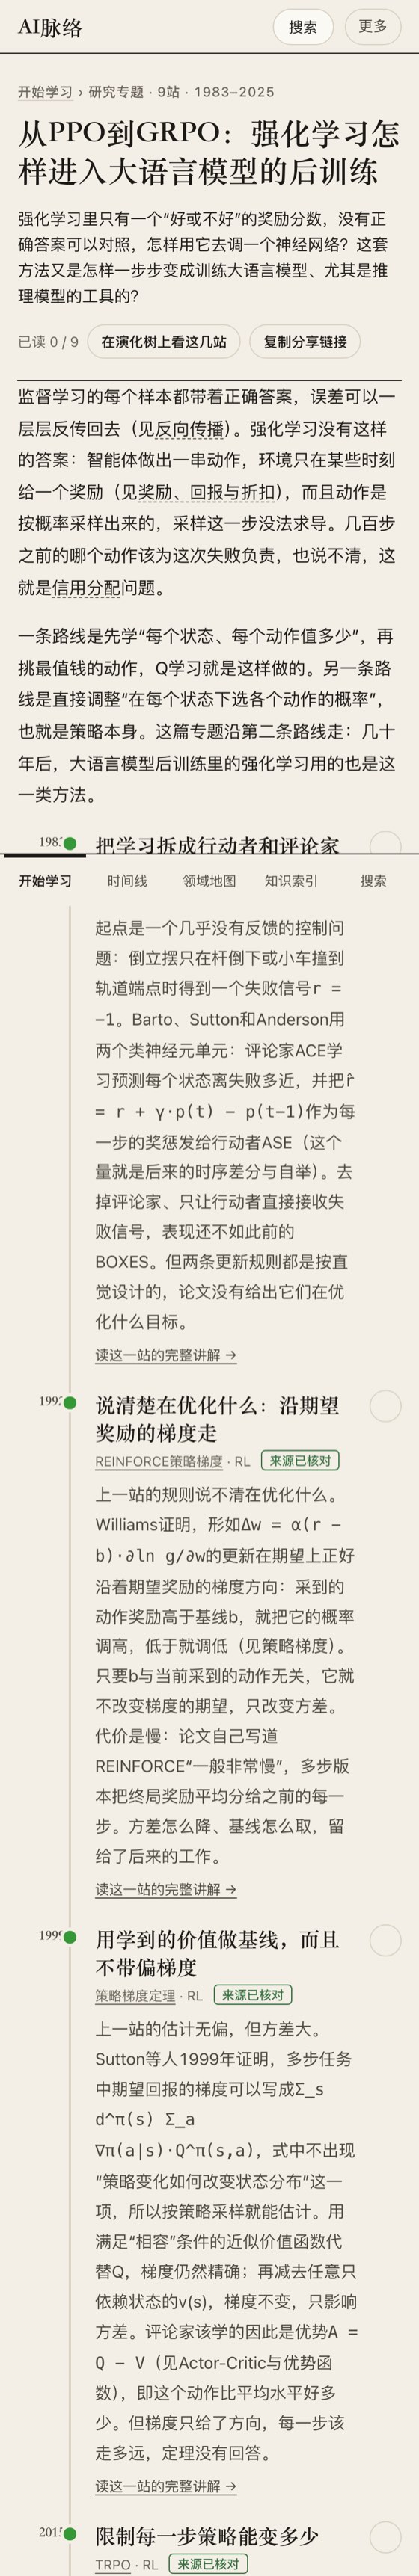 AI脉络
搜索
更多
开始学习 › 研究专题 · 9站 · 1983–2025
从PPO到GRPO：强化学习怎
样进入大语言模型的后训练
强化学习里只有一个“好或不好”的奖励分数，没有正
确答案可以对照，怎样用它去调一个神经网络？这套
方法又是怎样一步步变成训练大语言模型、尤其是推
理模型的工具的？
已读 0 / 9
在演化树上看这几站
复制分享链接
监督学习的每个样本都带着正确答案，误差可以一
层层反传回去（见反向传播）。强化学习没有这样
的答案：智能体做出一串动作，环境只在某些时刻
给一个奖励（见奖励、回报与折扣），而且动作是
按概率采样出来的，采样这一步没法求导。几百步
之前的哪个动作该为这次失败负责，也说不清，这
就是信用分配问题。
一条路线是先学“每个状态、每个动作值多少”，再
挑最值钱的动作，Q学习就是这样做的。另一条路
线是直接调整“在每个状态下选各个动作的概率”，
也就是策略本身。这篇专题沿第二条路线走：几十
年后，大语言模型后训练里的强化学习用的也是这
一类方法。
198
把学习拆成行动者和评论家
开始学习
时间线
领域地图
知识索引
搜索
起点是一个几乎没有反馈的控制问
题：倒立摆只在杆倒下或小车撞到
轨道端点时得到一个失败信号r =
−1。Barto、Sutton和Anderson用
两个类神经元单元：评论家ACE学
习预测每个状态离失败多近，并把r̂
= r + γ·p(t) − p(t−1)作为每
一步的奖惩发给行动者ASE（这个
量就是后来的时序差分与自举）。去
掉评论家、只让行动者直接接收失
败信号，表现还不如此前的
BOXES。但两条更新规则都是按直
觉设计的，论文没有给出它们在优
化什么目标。
读这一站的完整讲解 →
199
说清楚在优化什么：沿期望
奖励的梯度走
REINFORCE策略梯度 · RL
来源已核对
上一站的规则说不清在优化什么。
Williams证明，形如Δw = α(r −
b)·∂ln g/∂w的更新在期望上正好
沿着期望奖励的梯度方向：采到的
动作奖励高于基线b，就把它的概率
调高，低于就调低（见策略梯度）。
只要b与当前采到的动作无关，它就
不改变梯度的期望，只改变方差。
代价是慢：论文自己写道
REINFORCE“一般非常慢”，多步版
本把终局奖励平均分给之前的每一
步。方差怎么降、基线怎么取，留
给了后来的工作。
读这一站的完整讲解 →
199
用学到的价值做基线，而且
不带偏梯度
策略梯度定理 · RL
来源已核对
上一站的估计无偏，但方差大。
Sutton等人1999年证明，多步任务
中期望回报的梯度可以写成Σ_s
d^π(s) Σ_a
∇π(a|s)·Q^π(s,a)，式中不出现
“策略变化如何改变状态分布”这一
项，所以按策略采样就能估计。用
满足“相容”条件的近似价值函数代
替Q，梯度仍然精确；再减去任意只
依赖状态的v(s)，梯度不变，只影响
方差。评论家该学的因此是优势A =
Q − V（见Actor-Critic与优势函
数），即这个动作比平均水平好多
少。但梯度只给了方向，每一步该
走多远，定理没有回答。
读这一站的完整讲解 →
201
限制每一步策略能变多少
TRPO · RL
来源已核对